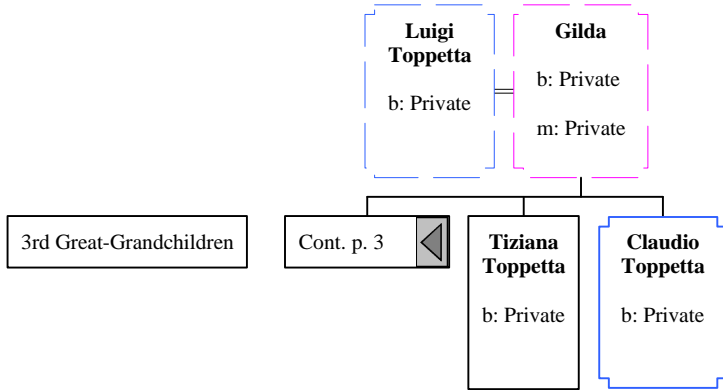 Luigi
Toppetta
b: Private
Gilda
b: Private
m: Private
3rd Great-Grandchildren
Cont. p. 3
Tiziana
Toppetta
b: Private
Claudio
Toppetta
b: Private